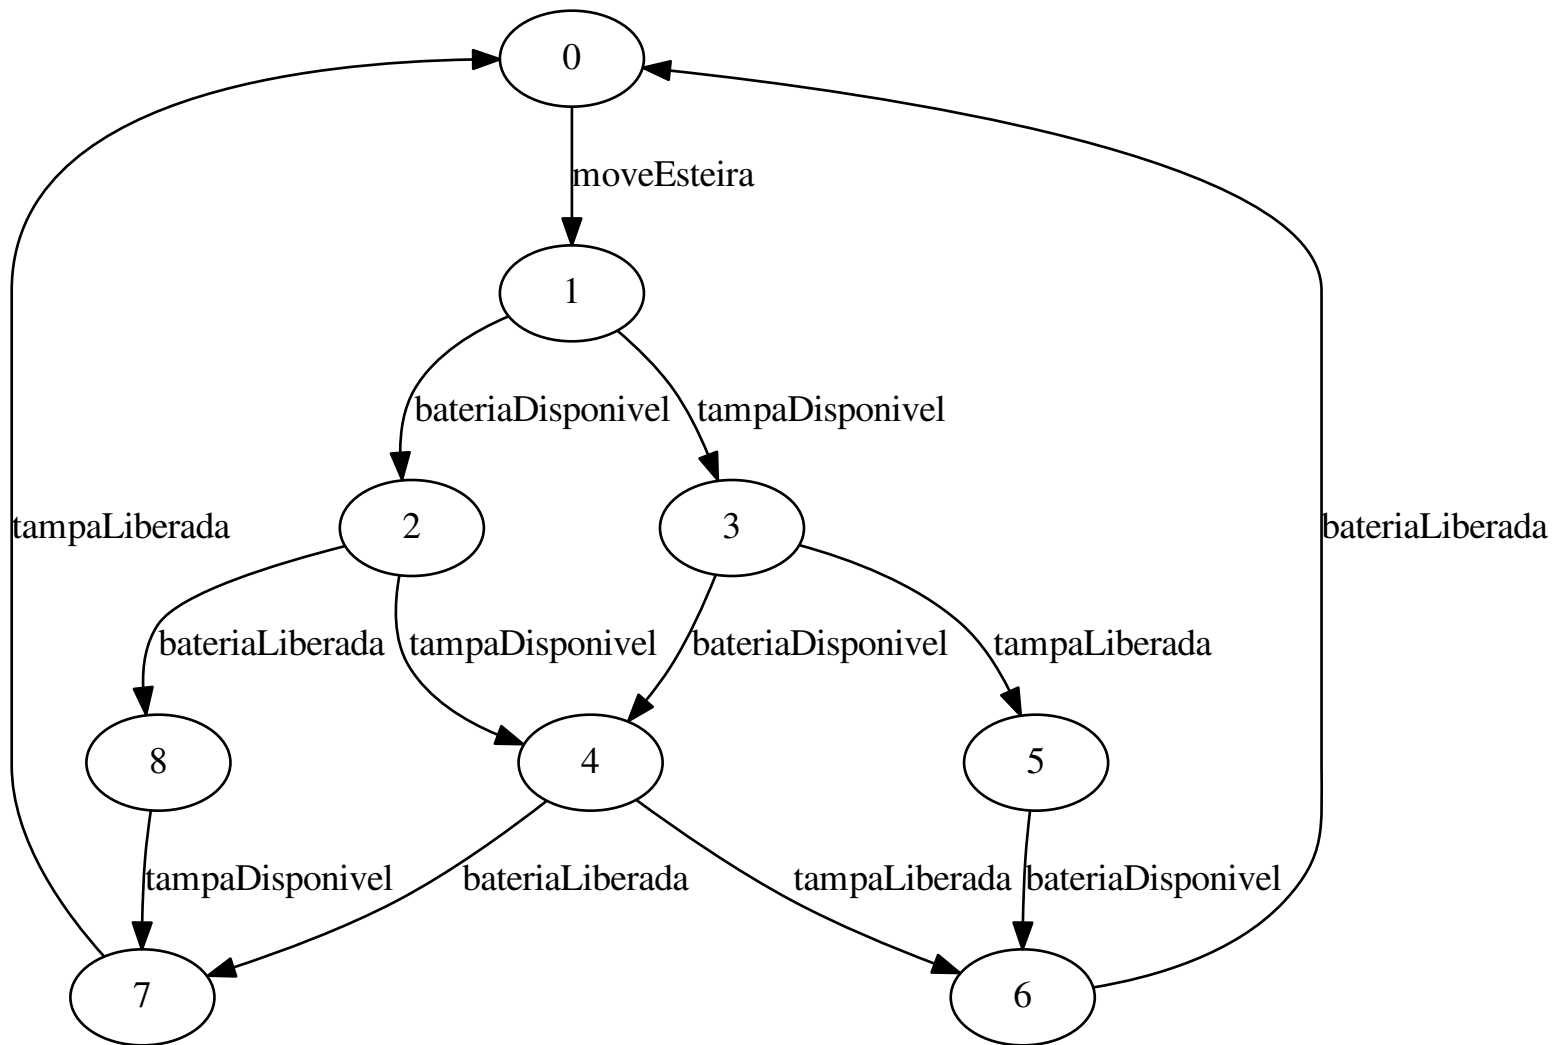 0
moveEsteira
1
bateriaDisponivel tampaDisponivel
tampaLiberada 2 3 bateriaLiberada
bateriaLiberada tampaDisponivel bateriaDisponivel tampaLiberada
8 4 5
tampaDisponivel bateriaLiberada tampaLiberada bateriaDisponivel
7 6